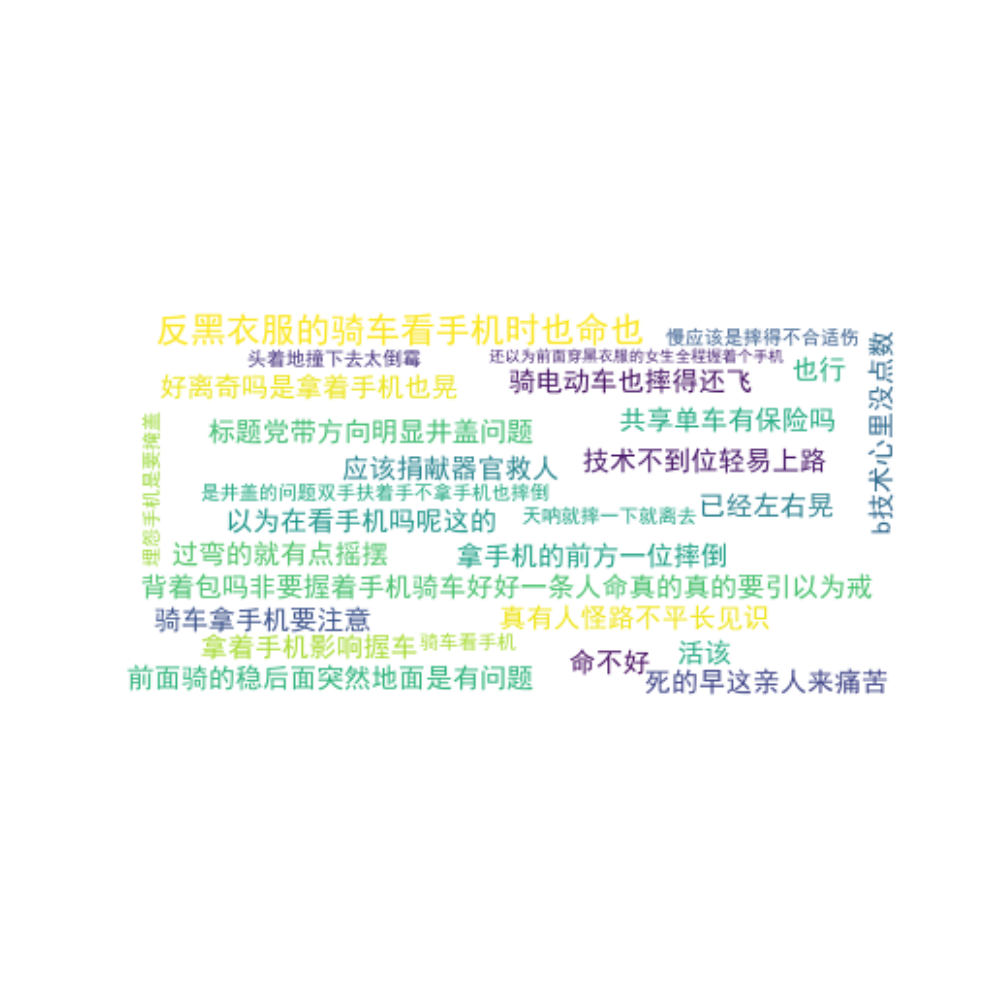 反黑衣服的骑车看手机时也命也
慢应该是摔得不合适伤
头着地撞下去太倒霉
还以为前面穿黑衣服的女生全程握着个手机
也行
好离奇吗是拿着手机也晃
骑电动车也摔得还飞
b技术心里没点数
标题党带方向明显井盖问题
共享单车有保险吗
埋怨手机是要掩盖
应该捐献器官救人
技术不到位轻易上路
是井盖的问题双手扶着手不拿手机也摔倒
已经左右晃
以为在看手机吗呢这的
天呐就摔一下就离去
过弯的就有点摇摆
拿手机的前方一位摔倒
背着包吗非要握着手机骑车好好一条人命真的真的要引以为戒
骑车拿手机要注意
真有人怪路不平长见识
拿着手机影响握车
骑车看手机
命不好
活该
前面骑的稳后面突然地面是有问题
死的早这亲人来痛苦